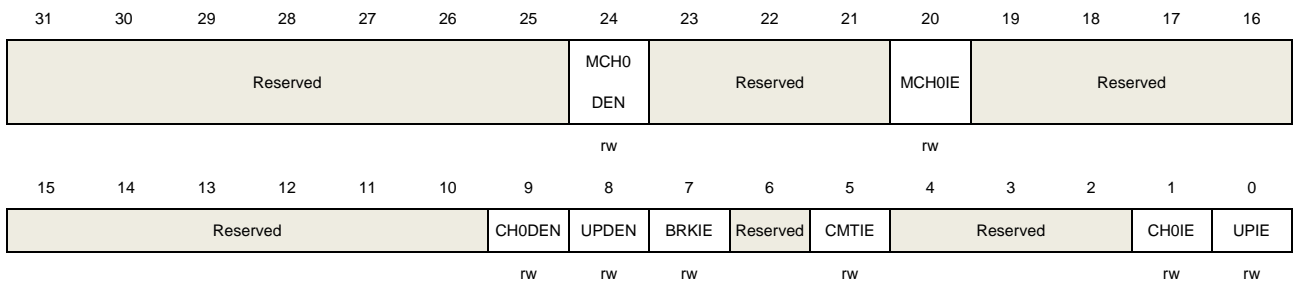 31 30 29 28 27 26 25 24 23 22 21 20 19 18 17 16
Reserved MCH0 DEN Reserved MCH0IE Reserved
rw rw
15 14 13 12 11 10 9 8 7 6 5 4 3 2 1 0
Reserved CH0DEN UPDEN BRKIE Reserved CMTIE Reserved CH0IE UPIE
rw rw rw rw rw rw